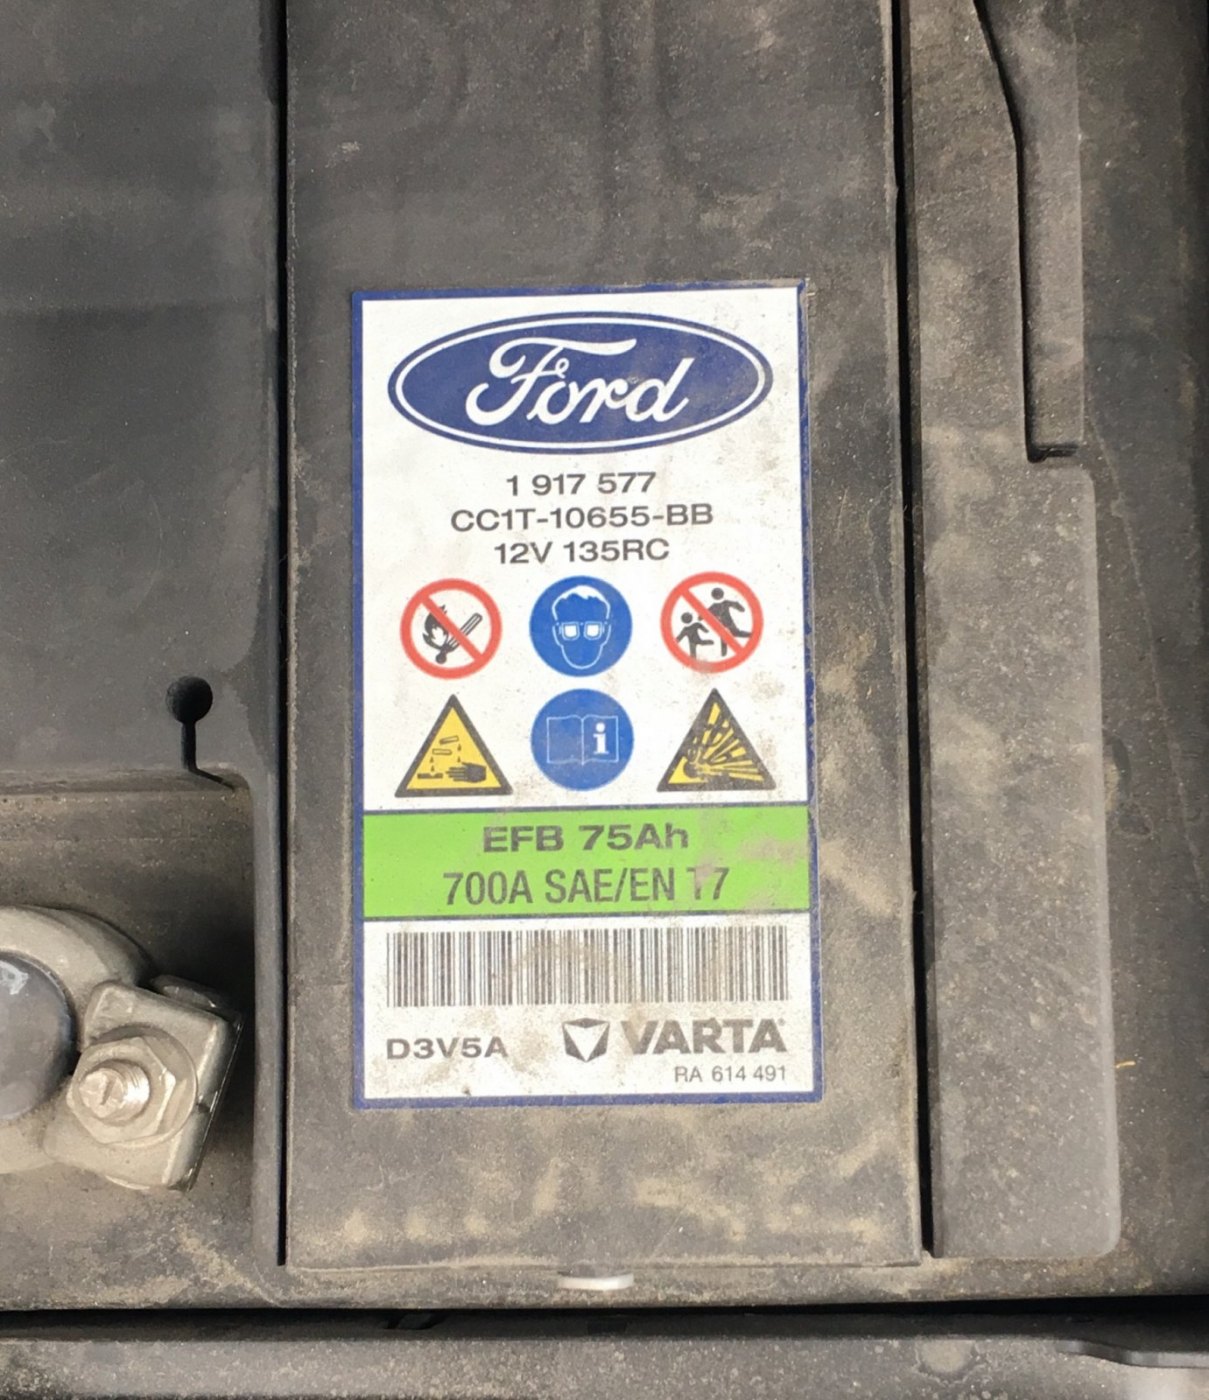 Ford
1 917 577
CC1T-10655-BB
12V 135RC
i
EFB 75Ah
700A SAE/EN T7
D3V5A
VARTA
RA 614 491